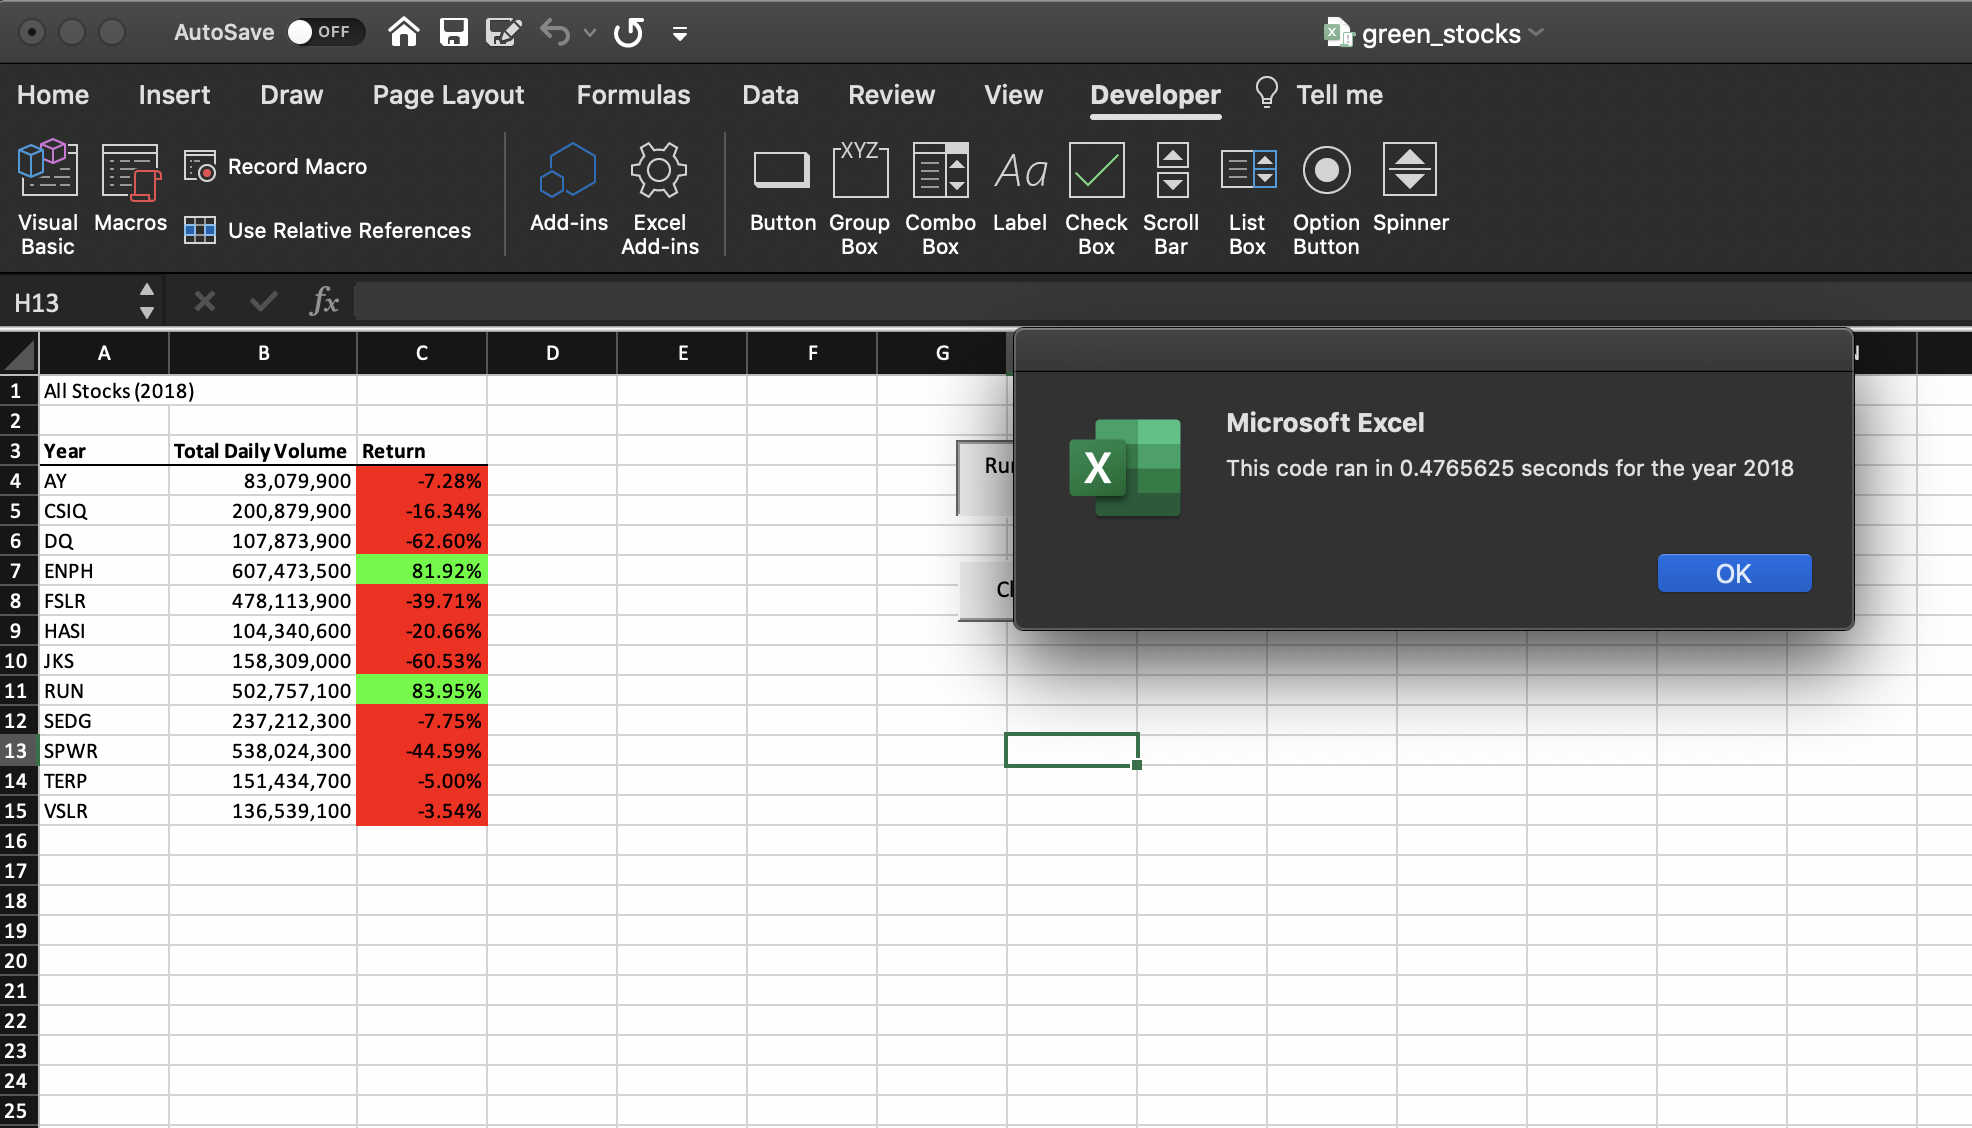 AutoSave OFF green_stocks
Home Insert Draw Page Layout Formulas Data Review View Developer Tell me
Visual Basic Macros Record Macro Use Relative References Add-ins Excel Add-ins Button XYZ Group Box Combo Box Aa Label Check Box Scroll Bar List Box Option Button Spinner
H13 fx
A B C D E F G
1 All Stocks (2018)
2
3 Year Total Daily Volume Return
4 AY 83,079,900 -7.28%
5 CSIQ 200,879,900 -16.34%
6 DQ 107,873,900 -62.60%
7 ENPH 607,473,500 81.92%
8 FSLR 478,113,900 -39.71%
9 HASI 104,340,600 -20.66%
10 JKS 158,309,000 -60.53%
11 RUN 502,757,100 83.95%
12 SEDG 237,212,300 -7.75%
13 SPWR 538,024,300 -44.59%
14 TERP 151,434,700 -5.00%
15 VSLR 136,539,100 -3.54%
16
17
18
19
20
21
22
23
24
25
X
Microsoft Excel
This code ran in 0.4765625 seconds for the year 2018
OK